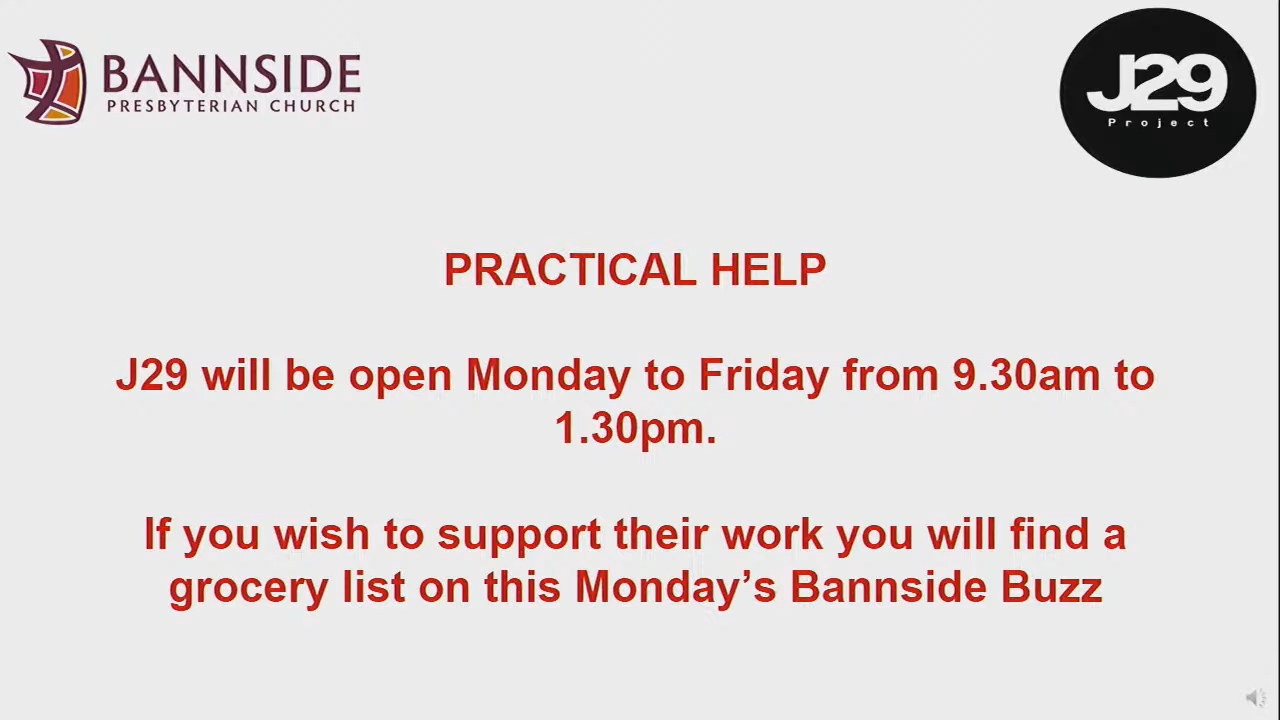 BANNSIDE
PRESBYTERIAN CHURCH
J29
Project
PRACTICAL HELP
J29 will be open Monday to Friday from 9.30am to
1.30pm.
If you wish to support their work you will find a
grocery list on this Monday’s Bannside Buzz